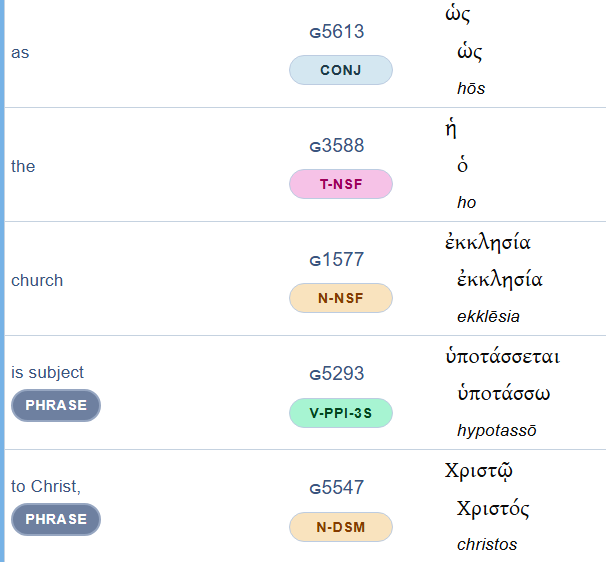 as
G5613
CONJ
ὡς
ὡς
hōs
the
G3588
T-NSF
ἡ
ὁ
ho
church
G1577
N-NSF
ἐκκλησία
ἐκκλησία
ekklēsia
is subject
PHRASE
G5293
V-PPI-3S
ὑποτάσσεται
ὑποτάσσω
hypotassō
to Christ,
PHRASE
G5547
N-DSM
Χριστῷ
Χριστός
christos